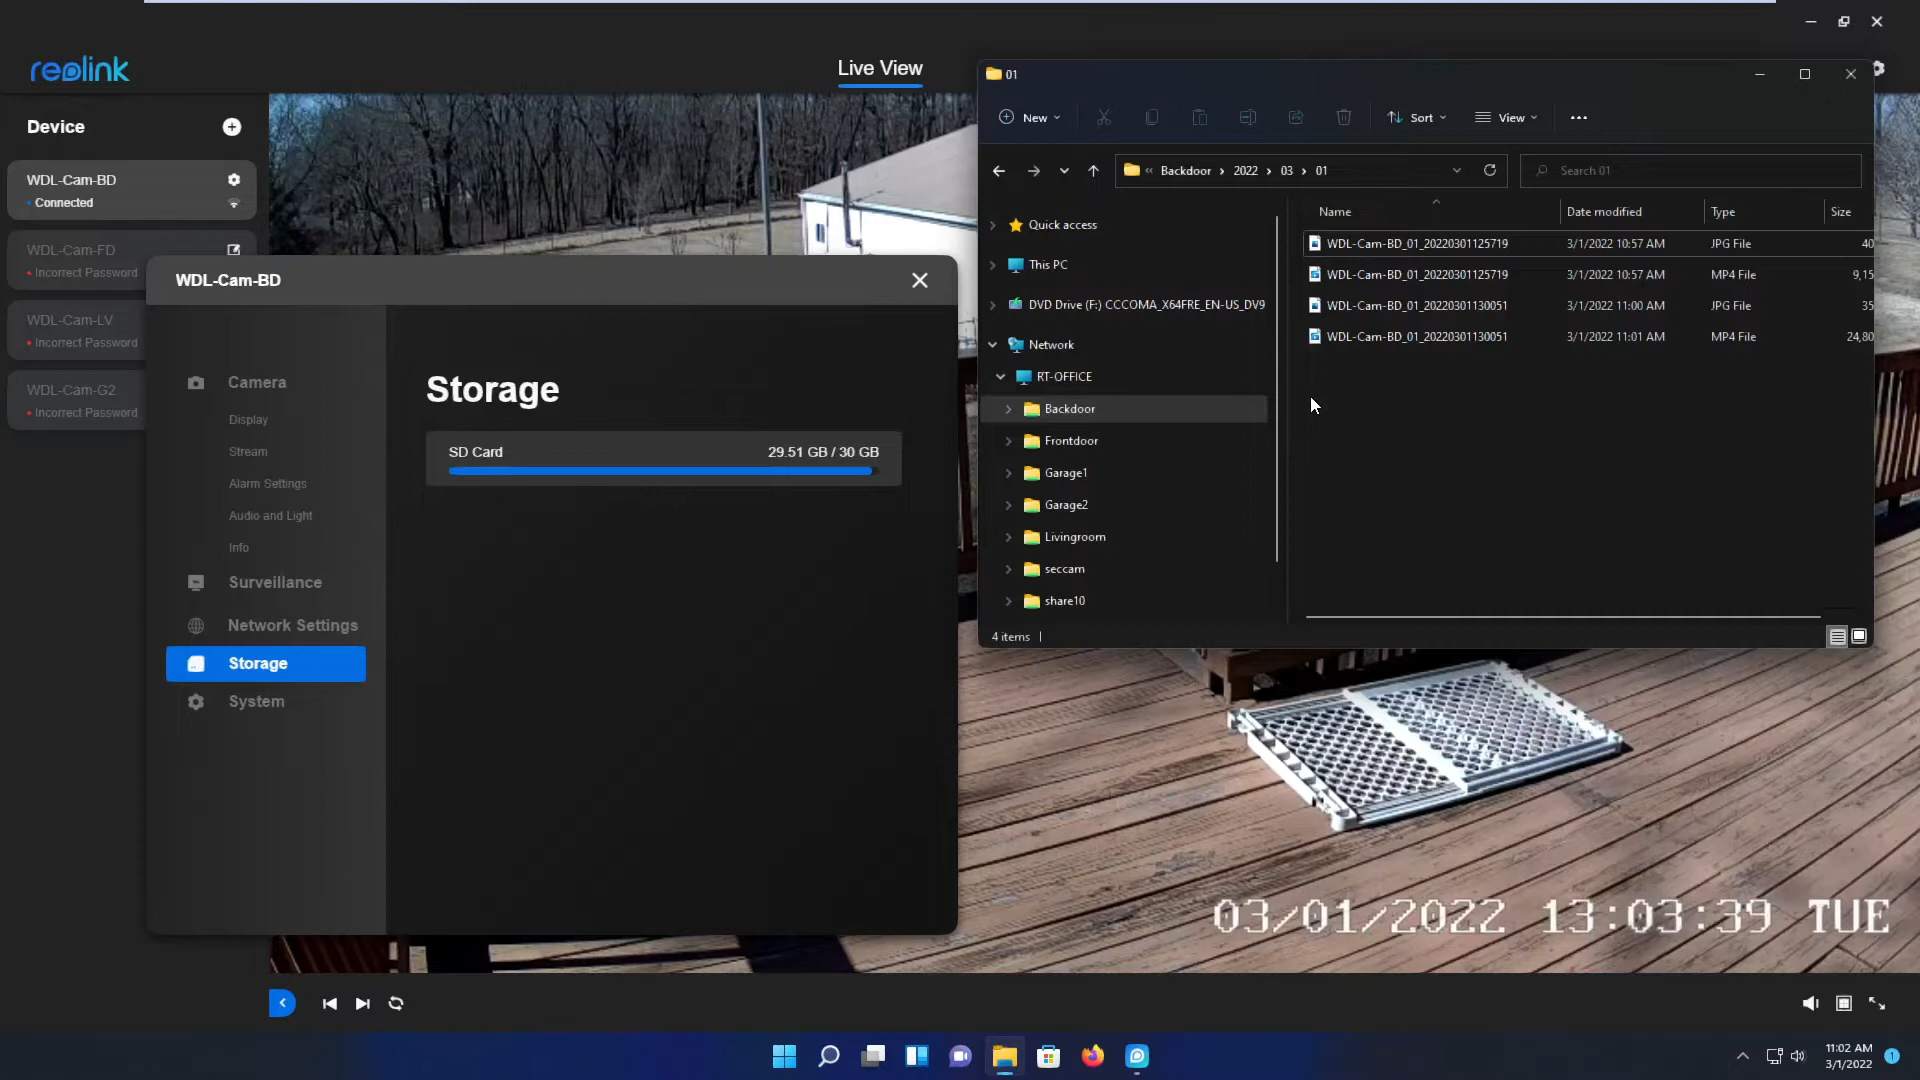 reolink
Live View
Device
WDL-Cam-BD
Connected
WDL-Cam-FD
Incorrect Password
WDL-Cam-LV
Incorrect Password
WDL-Cam-G2
Incorrect Password
WDL-Cam-BD
Camera
Display
Stream
Alarm Settings
Audio and Light
Info
Surveillance
Network Settings
Storage
System
Storage
SD Card 29.51 GB / 30 GB
01
New Sort View
« Backdoor > 2022 > 03 > 01
Search 01
Quick access
This PC
DVD Drive (F:) CCCOMA_X64FRE_EN-US_DV9
Network
RT-OFFICE
Backdoor
Frontdoor
Garage1
Garage2
Livingroom
seccam
share10
Name Date modified Type Size
WDL-Cam-BD_01_20220301125719 3/1/2022 10:57 AM JPG File 40
WDL-Cam-BD_01_20220301125719 3/1/2022 10:57 AM MP4 File 9,15
WDL-Cam-BD_01_20220301130051 3/1/2022 11:00 AM JPG File 35
WDL-Cam-BD_01_20220301130051 3/1/2022 11:01 AM MP4 File 24,80
4 items
03/01/2022 13:03:39 TUE
11:02 AM
3/1/2022
1